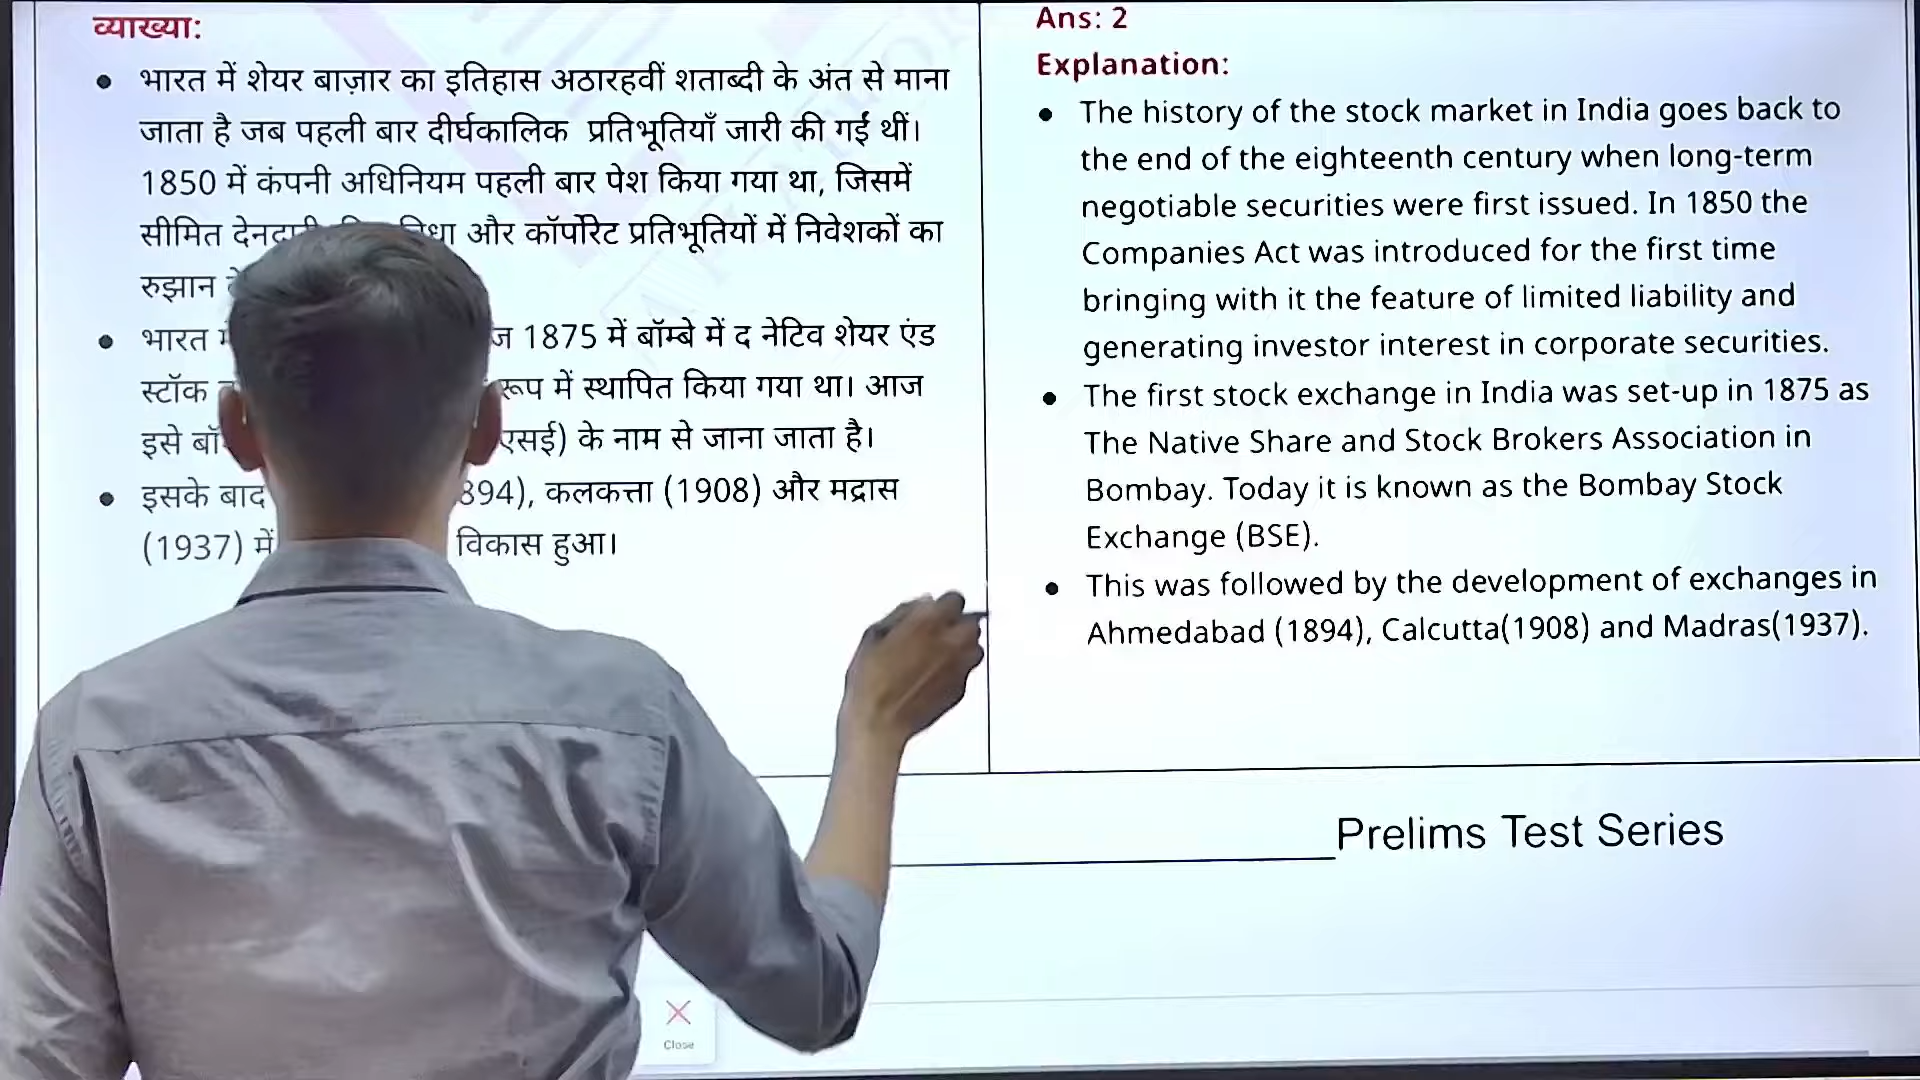 व्याख्या:
भारत में शेयर बाज़ार का इतिहास अठारहवीं शताब्दी के अंत से माना
जाता है जब पहली बार दीर्घकालिक प्रतिभूतियाँ जारी की गईं थीं।
1850 में कंपनी अधिनियम पहली बार पेश किया गया था, जिसमें
सीमित और कॉर्पोरेट प्रतिभूतियों में निवेशकों का
रुझान
भारत 1875 में बॉम्बे में द नेटिव शेयर एंड
स्टॉक रूप में स्थापित किया गया था। आज
इसे के नाम से जाना जाता है।
इसके बाद कलकत्ता (1908) और मद्रास
(1937) में विकास हुआ।
Ans: 2
Explanation:
The history of the stock market in India goes back to
the end of the eighteenth century when long-term
negotiable securities were first issued. In 1850 the
Companies Act was introduced for the first time
bringing with it the feature of limited liability and
generating investor interest in corporate securities.
The first stock exchange in India was set-up in 1875 as
The Native Share and Stock Brokers Association in
Bombay. Today it is known as the Bombay Stock
Exchange (BSE).
This was followed by the development of exchanges in
Ahmedabad (1894), Calcutta(1908) and Madras(1937).
Prelims Test Series
Close